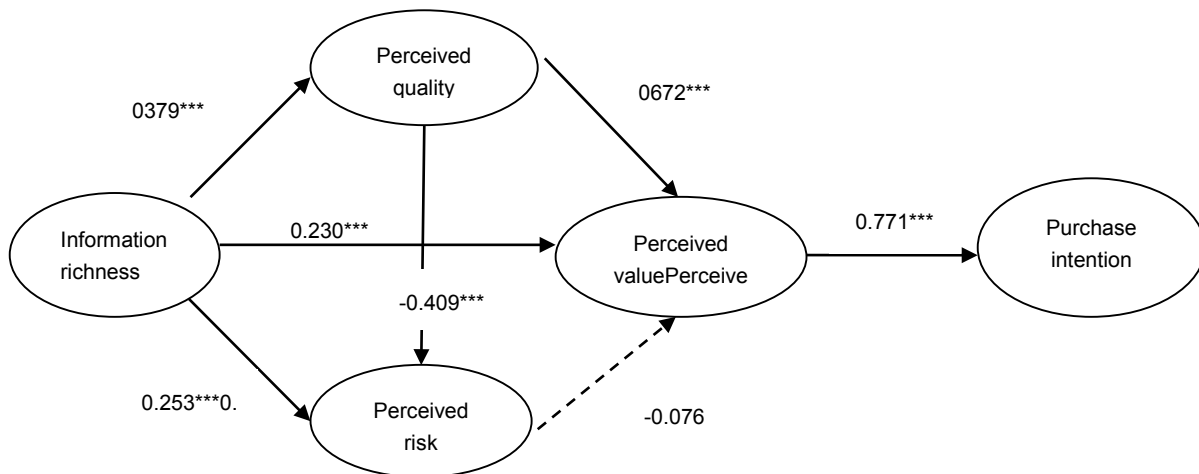 Perceived
quality
0379***
0672***
Information
richness
0.230***
Perceived
valuePerceive
0.771***
Purchase
intention
-0.409***
0.253***0.
Perceived
risk
-0.076